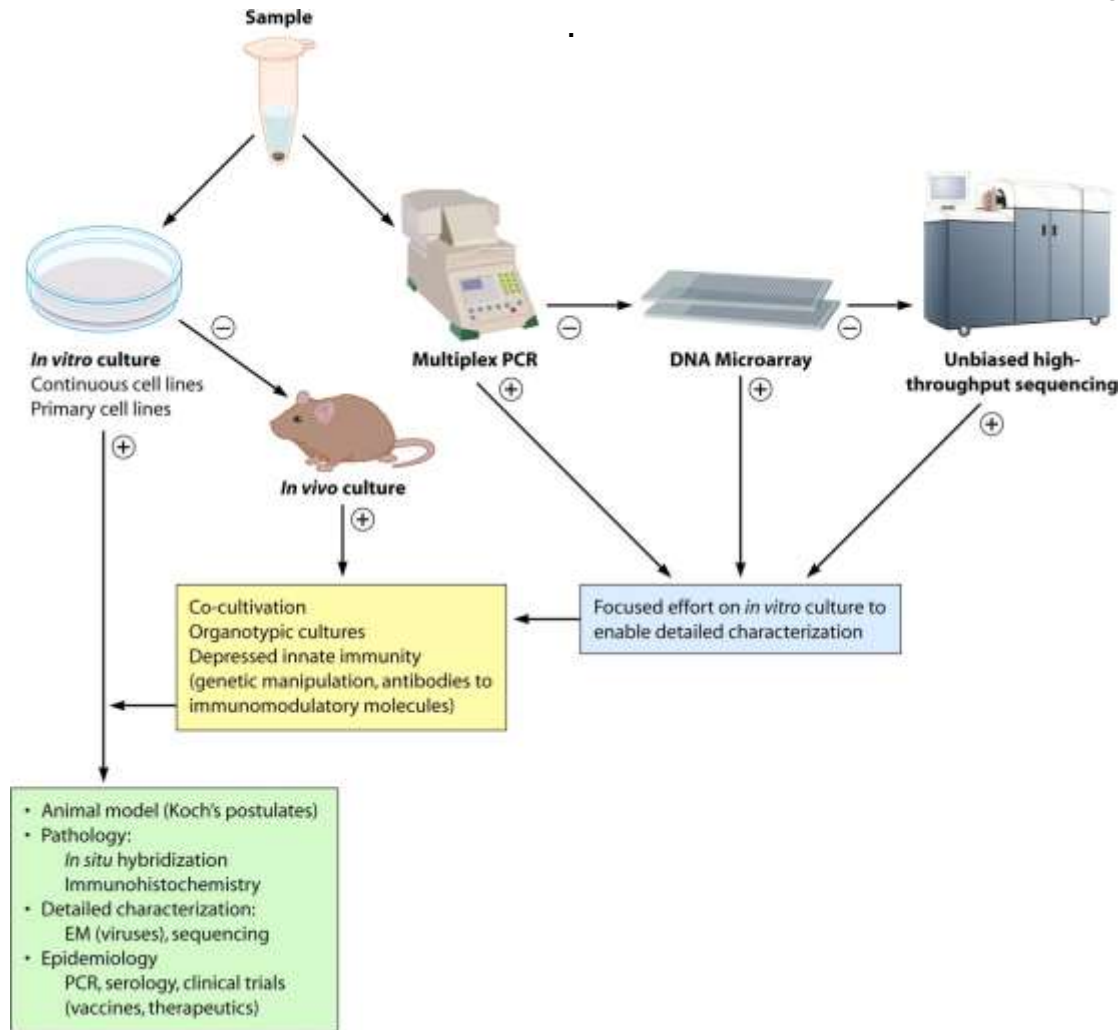 Sample
.
In vitro culture
Continuous cell lines
Primary cell lines
−
+
In vivo culture
+
Multiplex PCR
−
+
DNA Microarray
−
+
Unbiased high-
throughput sequencing
+
Co-cultivation
Organotypic cultures
Depressed innate immunity
(genetic manipulation, antibodies to
immunomodulatory molecules)
Focused effort on in vitro culture to
enable detailed characterization
• Animal model (Koch's postulates)
• Pathology:
In situ hybridization
Immunohistochemistry
• Detailed characterization:
EM (viruses), sequencing
• Epidemiology
PCR, serology, clinical trials
(vaccines, therapeutics)